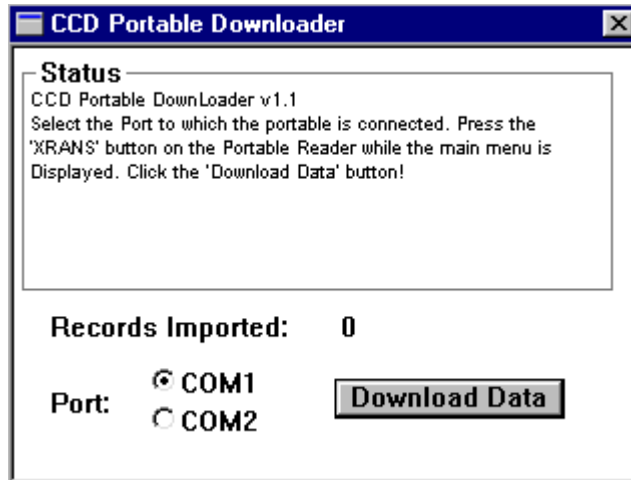 CCD Portable Downloader
Status
CCD Portable DownLoader v1.1
Select the Port to which the portable is connected. Press the
'XRANS' button on the Portable Reader while the main menu is
Displayed. Click the 'Download Data' button!
Records Imported: 0
Port:
COM1
COM2
Download Data